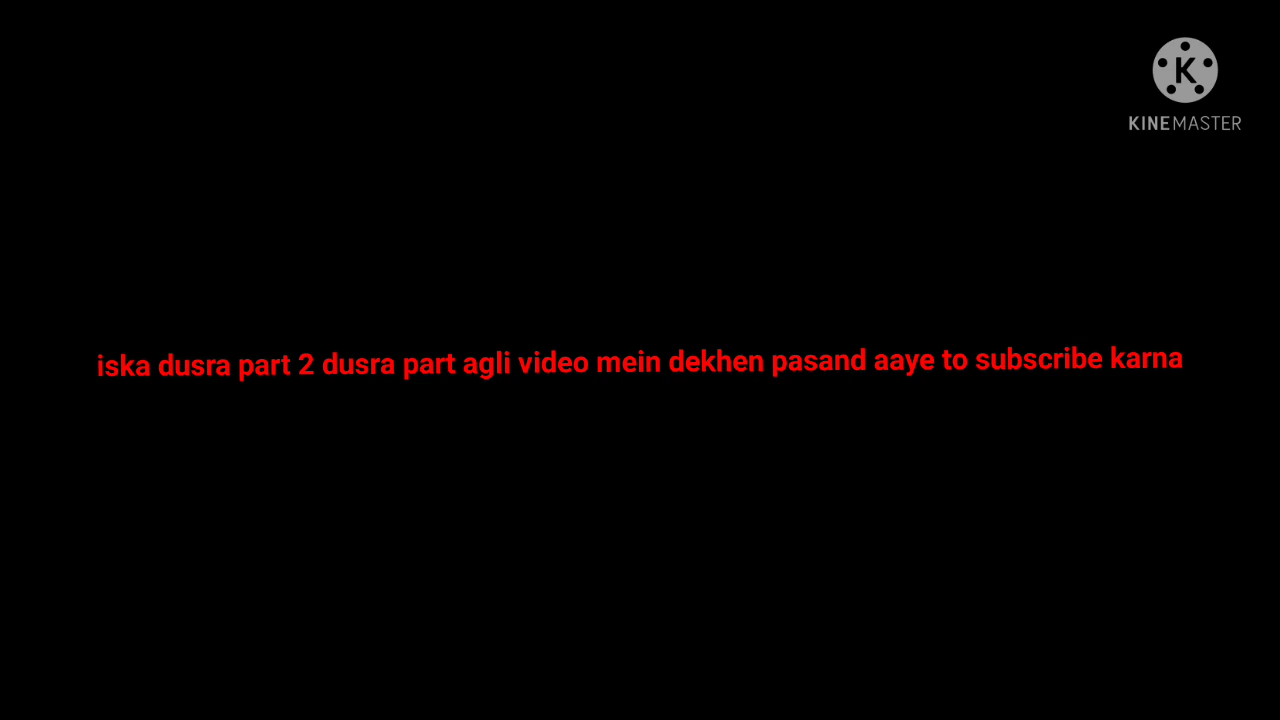 K
KINEMASTER
iska dusra part 2 dusra part agli video mein dekhen pasand aaye to subscribe karna